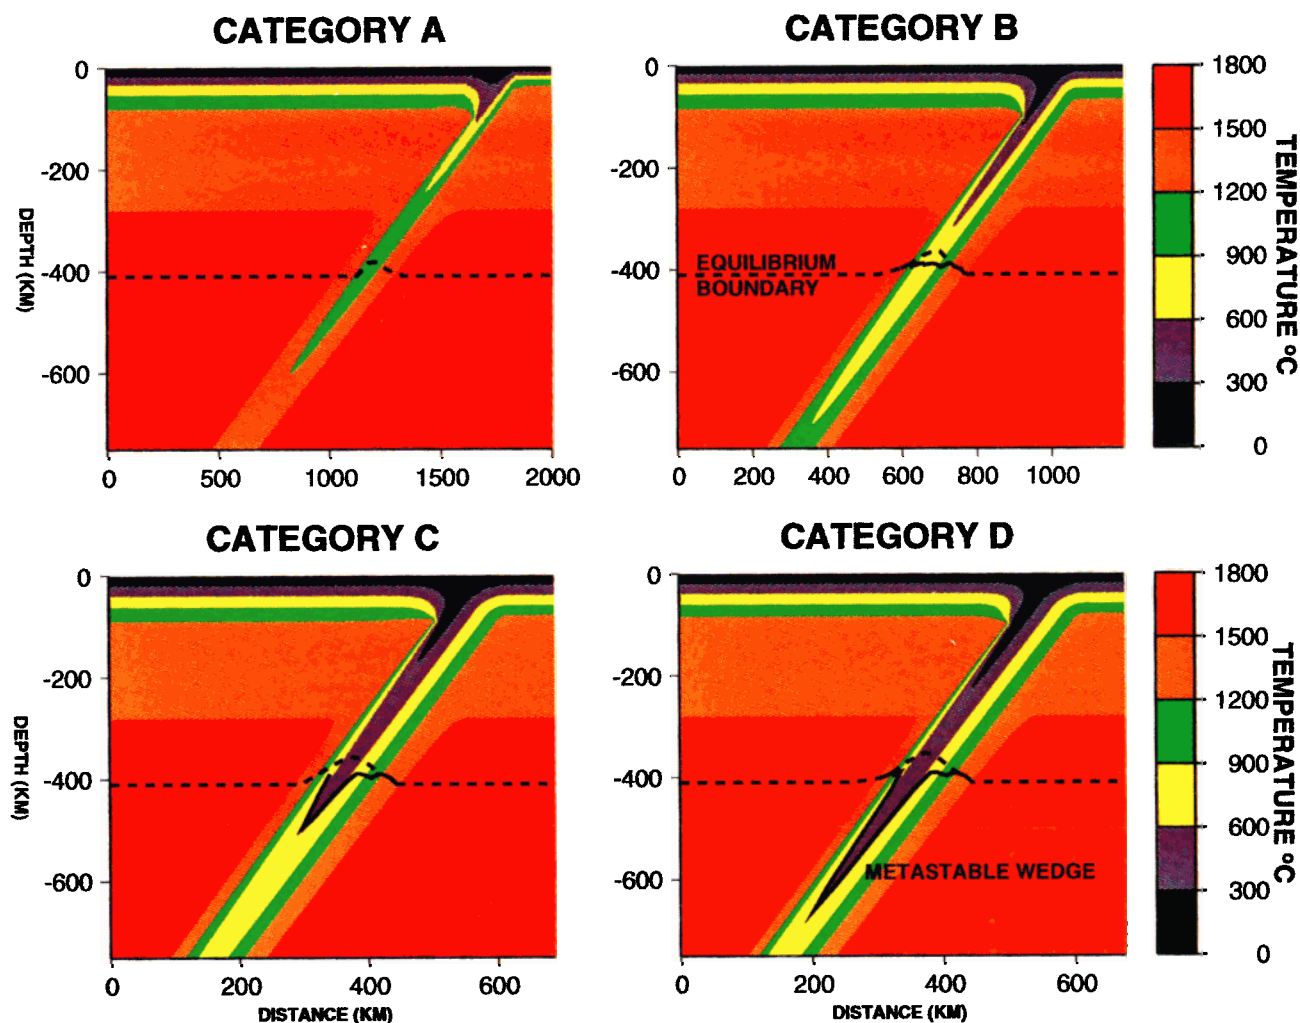 CATEGORY A
CATEGORY B
0
-200
-400
-600
DEPTH (KM)
0 500 1000 1500 2000
0
-200
-400
-600
EQUILIBRIUM
BOUNDARY
0 200 400 600 800 1000
1800
1500
1200
900
600
300
0
TEMPERATURE ºC
CATEGORY C
CATEGORY D
0
-200
-400
-600
DEPTH (KM)
0 200 400 600
DISTANCE (KM)
0
-200
-400
-600
METASTABLE WEDGE
0 200 400 600
DISTANCE (KM)
1800
1500
1200
900
600
300
0
TEMPERATURE ºC